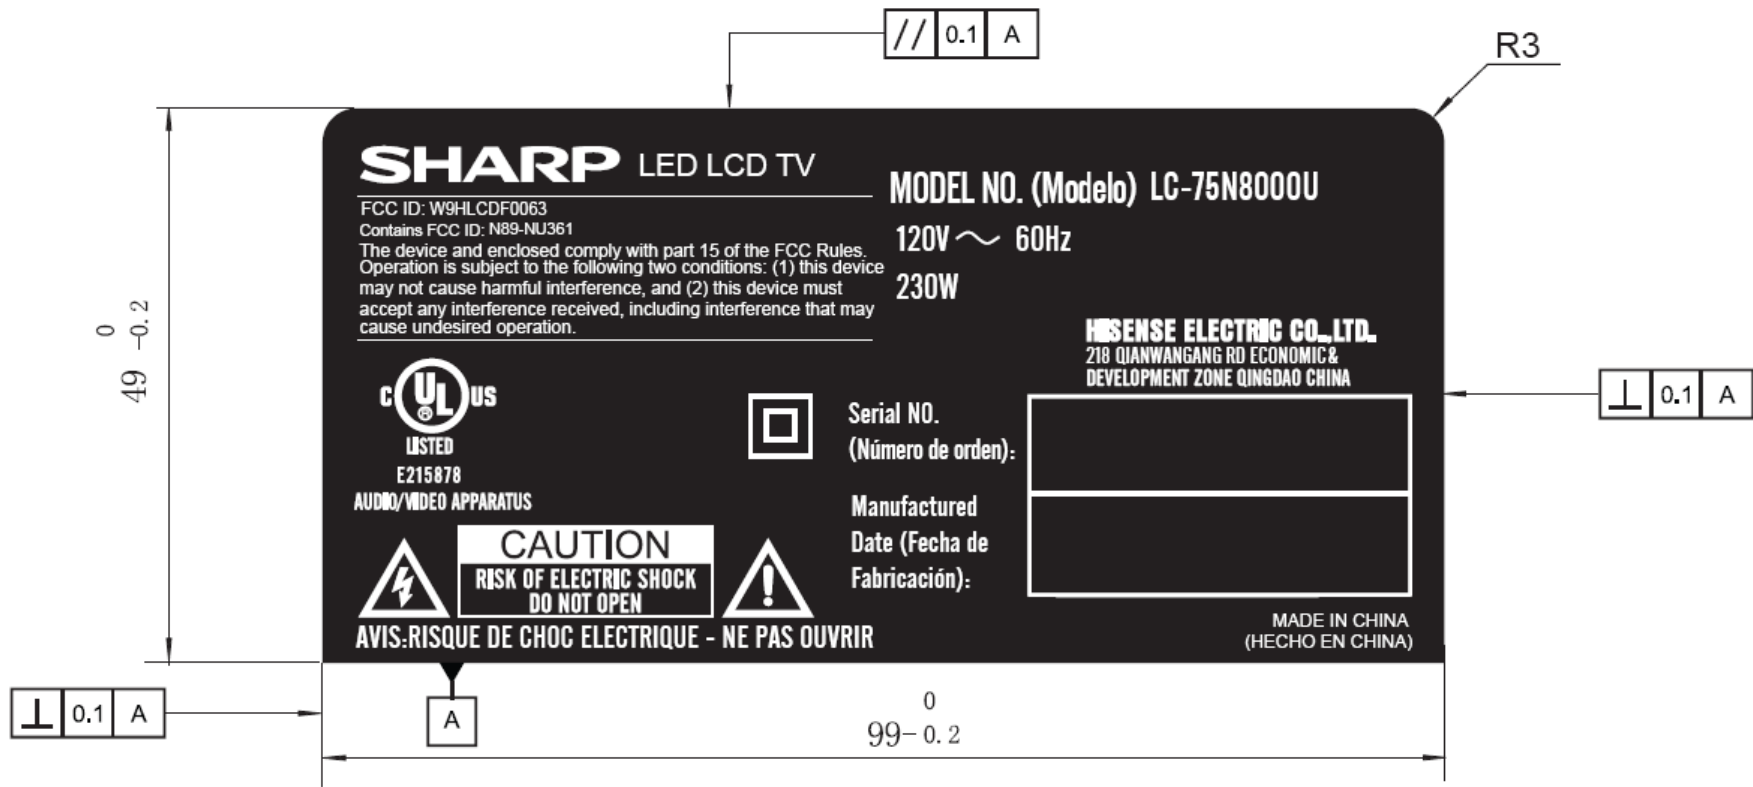 // 0.1 A
R3
SHARP LED LCD TV
MODEL NO. (Modelo) LC-75N8000U
FCC ID: W9HLCDF0063
Contains FCC ID: N89-NU361
The device and enclosed comply with part 15 of the FCC Rules.
Operation is subject to the following two conditions: (1) this device
may not cause harmful interference, and (2) this device must
accept any interference received, including interference that may
cause undesired operation.
120V ～ 60Hz
230W
HISENSE ELECTRIC CO.,LTD.
218 QIANWANGANG RD ECONOMIC&
DEVELOPMENT ZONE QINGDAO CHINA
0
49 -0.2
⊥ 0.1 A
C UL US
®
LISTED
E215878
AUDIO/VIDEO APPARATUS
Serial NO.
(Número de orden):
Manufactured
Date (Fecha de
Fabricación):
CAUTION
RISK OF ELECTRIC SHOCK
DO NOT OPEN
AVIS:RISQUE DE CHOC ELECTRIQUE - NE PAS OUVRIR
MADE IN CHINA
(HECHO EN CHINA)
⊥ 0.1 A
A
0
99-0.2